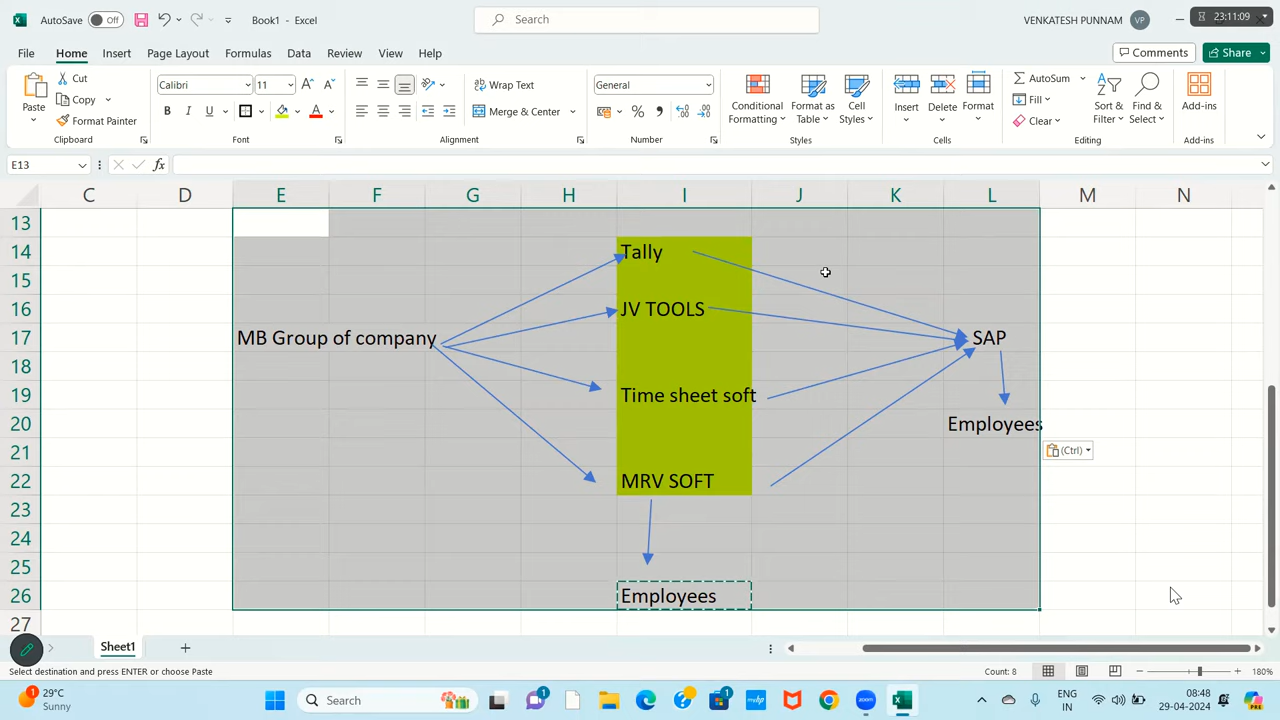 AutoSave Off Book1 - Excel Search VENKATESH PUNNAM VP 23:11:09
File Home Insert Page Layout Formulas Data Review View Help Comments Share
Cut
Copy
Format Painter
Paste
Clipboard
Calibri 11
B I U
Font
Wrap Text
Merge & Center
Alignment
General
Number
Conditional Formatting
Format as Table
Cell Styles
Styles
Insert Delete Format
Cells
AutoSum
Fill
Clear
Sort & Filter
Find & Select
Editing
Add-ins
Add-ins
E13 fx
C D E F G H I J K L M N
13
14 Tally
15
16 JV TOOLS
17 MB Group of company SAP
18
19 Time sheet soft
20 Employees
21 (Ctrl)
22 MRV SOFT
23
24
25
26 Employees
27
Sheet1
Select destination and press ENTER or choose Paste Count: 8 180%
29°C
Sunny
Search
ENG
IN
08:48
29-04-2024